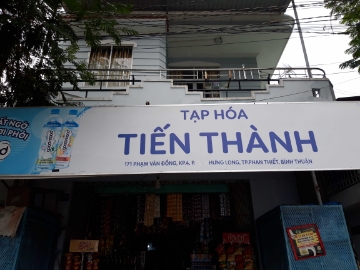 TẠP HÓA
TIẾN THÀNH
171 PHẠM VĂN ĐỒNG, KP4, P. HƯNG LONG, TP.PHAN THIẾT, BÌNH THUẬN